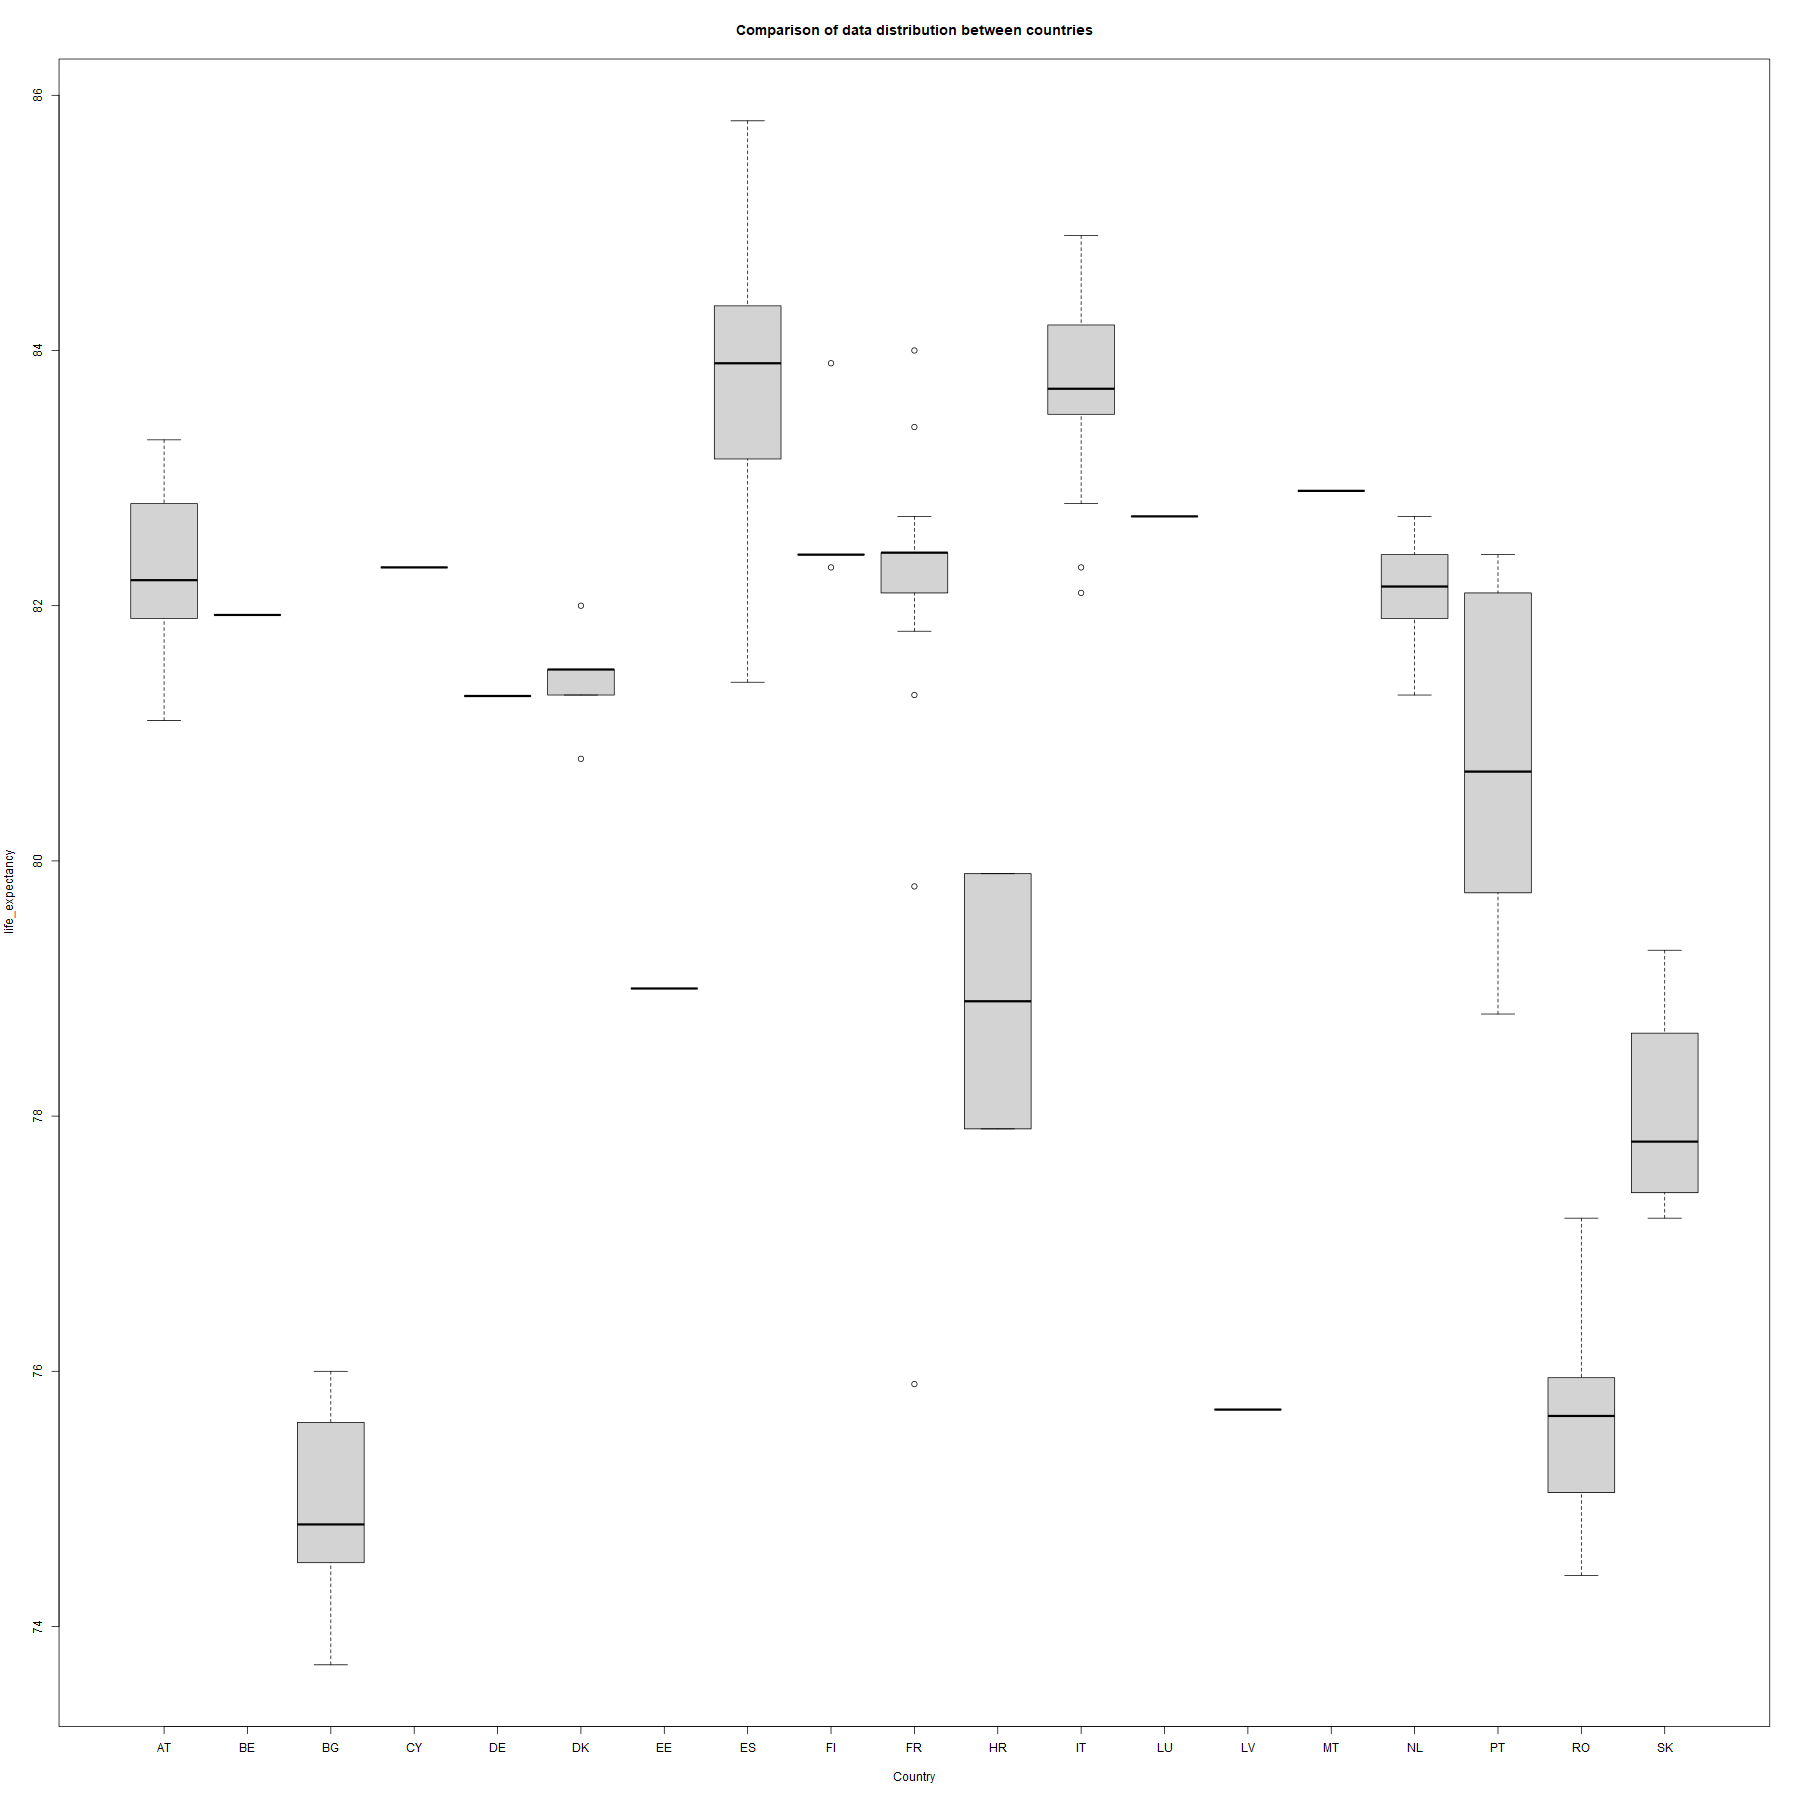 Comparison of data distribution between countries
86
84
82
80
78
76
74
life_expectancy
AT BE BG CY DE DK EE ES FI FR HR IT LU LV MT NL PT RO SK
Country